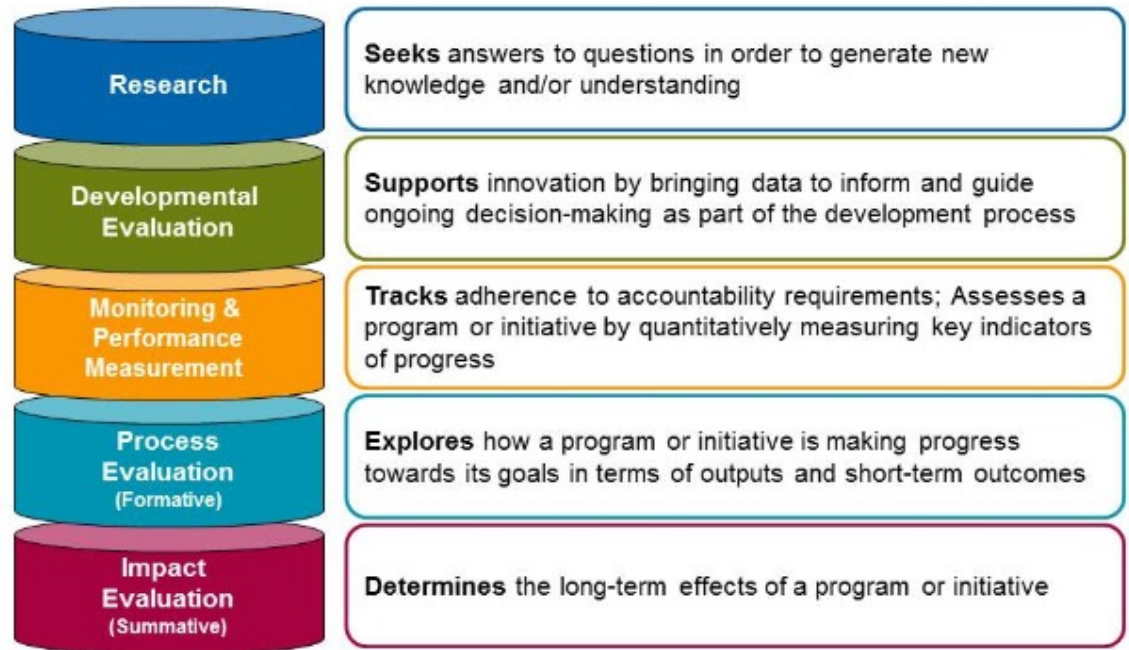 Research
Seeks answers to questions in order to generate new
knowledge and/or understanding
Developmental
Evaluation
Supports innovation by bringing data to inform and guide
ongoing decision-making as part of the development process
Monitoring &
Performance
Measurement
Tracks adherence to accountability requirements; Assesses a
program or initiative by quantitatively measuring key indicators
of progress
Process
Evaluation
(Formative)
Explores how a program or initiative is making progress
towards its goals in terms of outputs and short-term outcomes
Impact
Evaluation
(Summative)
Determines the long-term effects of a program or initiative